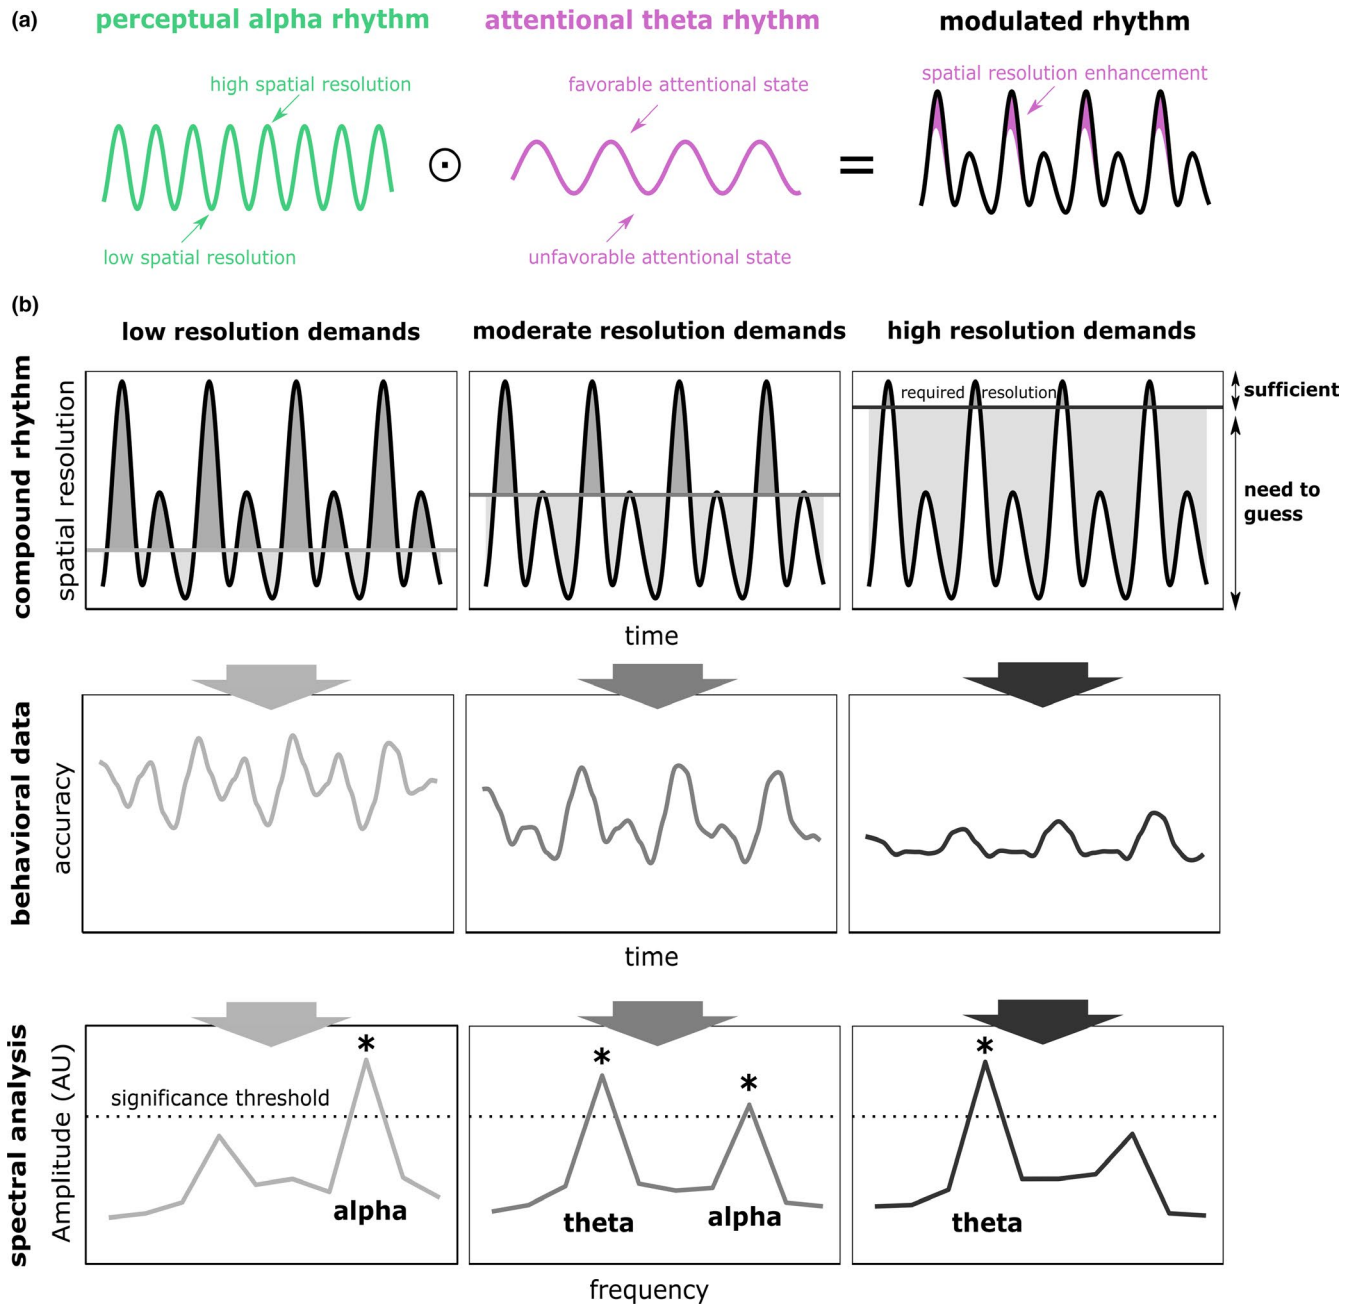 (a)
perceptual alpha rhythm
attentional theta rhythm
modulated rhythm
high spatial resolution
favorable attentional state
spatial resolution enhancement
⊙
=
low spatial resolution
unfavorable attentional state
(b)
low resolution demands
moderate resolution demands
high resolution demands
compound rhythm
spatial resolution
required resolution
sufficient
need to
guess
time
behavioral data
accuracy
time
spectral analysis
Amplitude (AU)
significance threshold
*
alpha
*
*
theta
alpha
*
theta
frequency